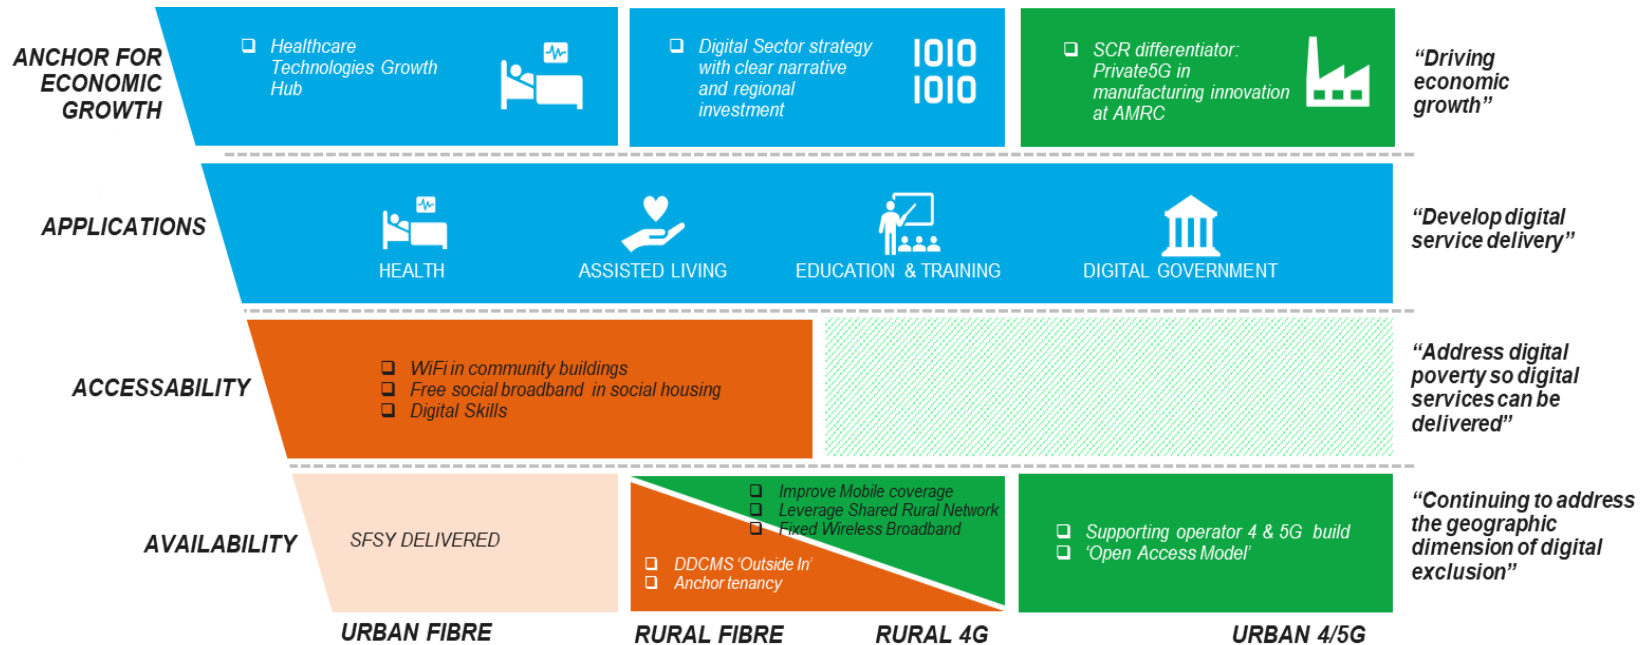 ANCHOR FOR
ECONOMIC
GROWTH
Healthcare
Technologies Growth
Hub
Digital Sector strategy
with clear narrative
and regional
investment
IOIO
IOIO
SCR differentiator:
Private5G in
manufacturing innovation
at AMRC
“Driving
economic
growth”
APPLICATIONS
HEALTH
ASSISTED LIVING
EDUCATION & TRAINING
DIGITAL GOVERNMENT
“Develop digital
service delivery”
ACCESSABILITY
WiFi in community buildings
Free social broadband in social housing
Digital Skills
“Address digital
poverty so digital
services can be
delivered”
AVAILABILITY
SFSY DELIVERED
Improve Mobile coverage
Leverage Shared Rural Network
Fixed Wireless Broadband
DDCMS ‘Outside In’
Anchor tenancy
Supporting operator 4 & 5G build
‘Open Access Model’
“Continuing to address
the geographic
dimension of digital
exclusion”
URBAN FIBRE
RURAL FIBRE
RURAL 4G
URBAN 4/5G